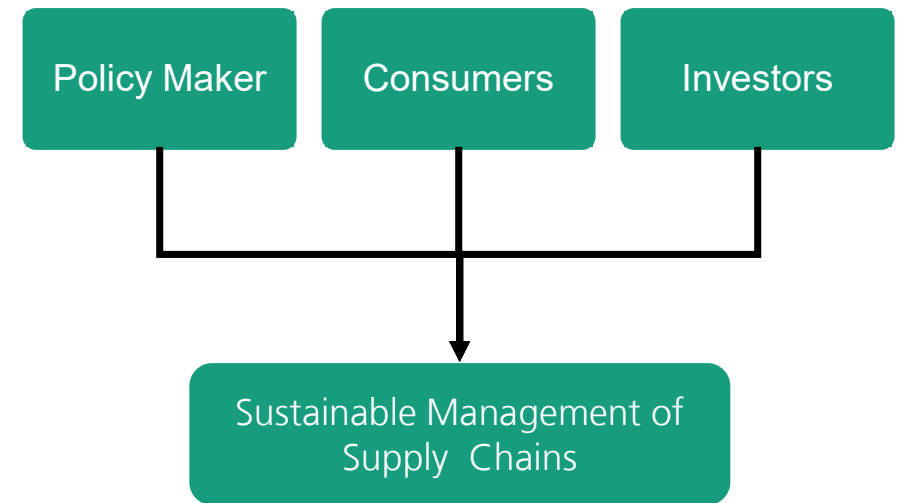 Policy Maker
Consumers
Investors
Sustainable Management of
Supply Chains